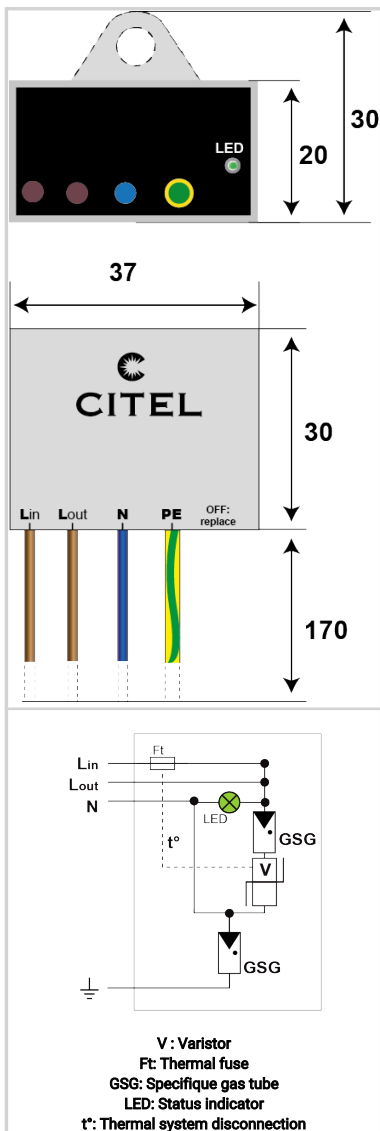 30
LED
20
37
CITEL
30
Lin Lout N PE OFF:
replace
170
Ft
Lin
Lout
N
LED
GSG
t°
V
GSG
V : Varistor
Ft: Thermal fuse
GSG: Specifique gas tube
LED: Status indicator
t°: Thermal system disconnection